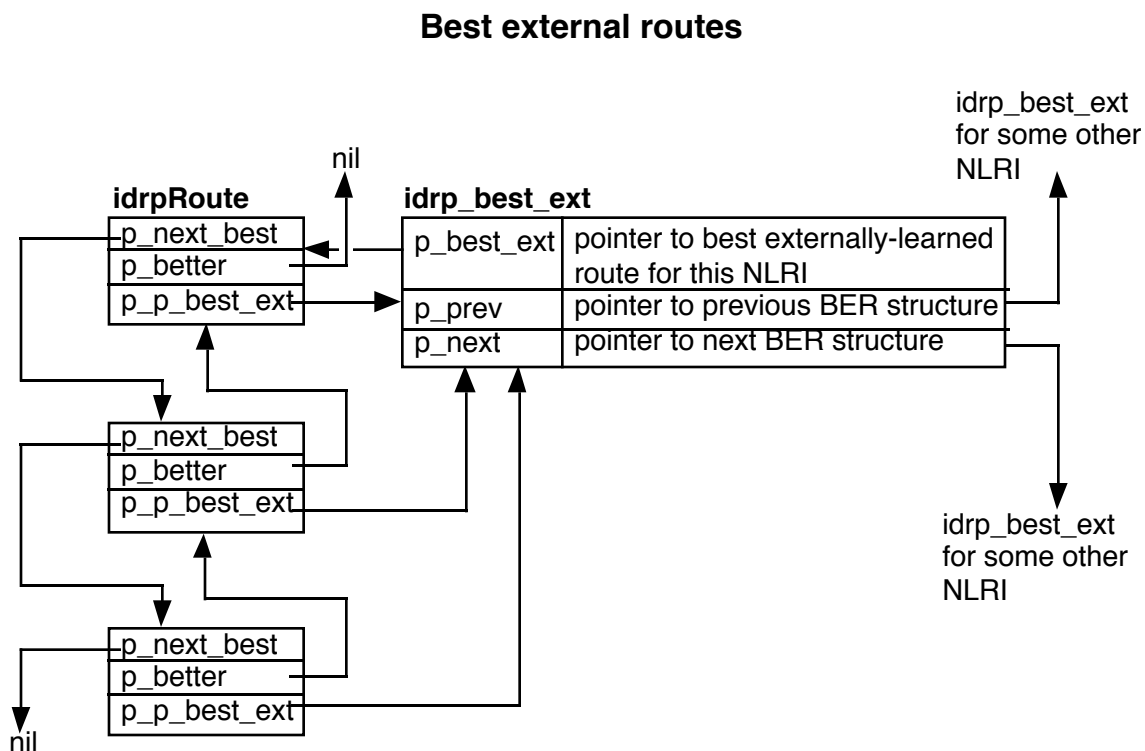 Best external routes
idrp_best_ext
for some other
NLRI
nil
idrpRoute
idrp_best_ext
p_next_best
p_better
p_p_best_ext
p_best_ext
pointer to best externally-learned
route for this NLRI
p_prev
pointer to previous BER structure
p_next
pointer to next BER structure
p_next_best
p_better
p_p_best_ext
idrp_best_ext
for some other
NLRI
p_next_best
p_better
p_p_best_ext
nil